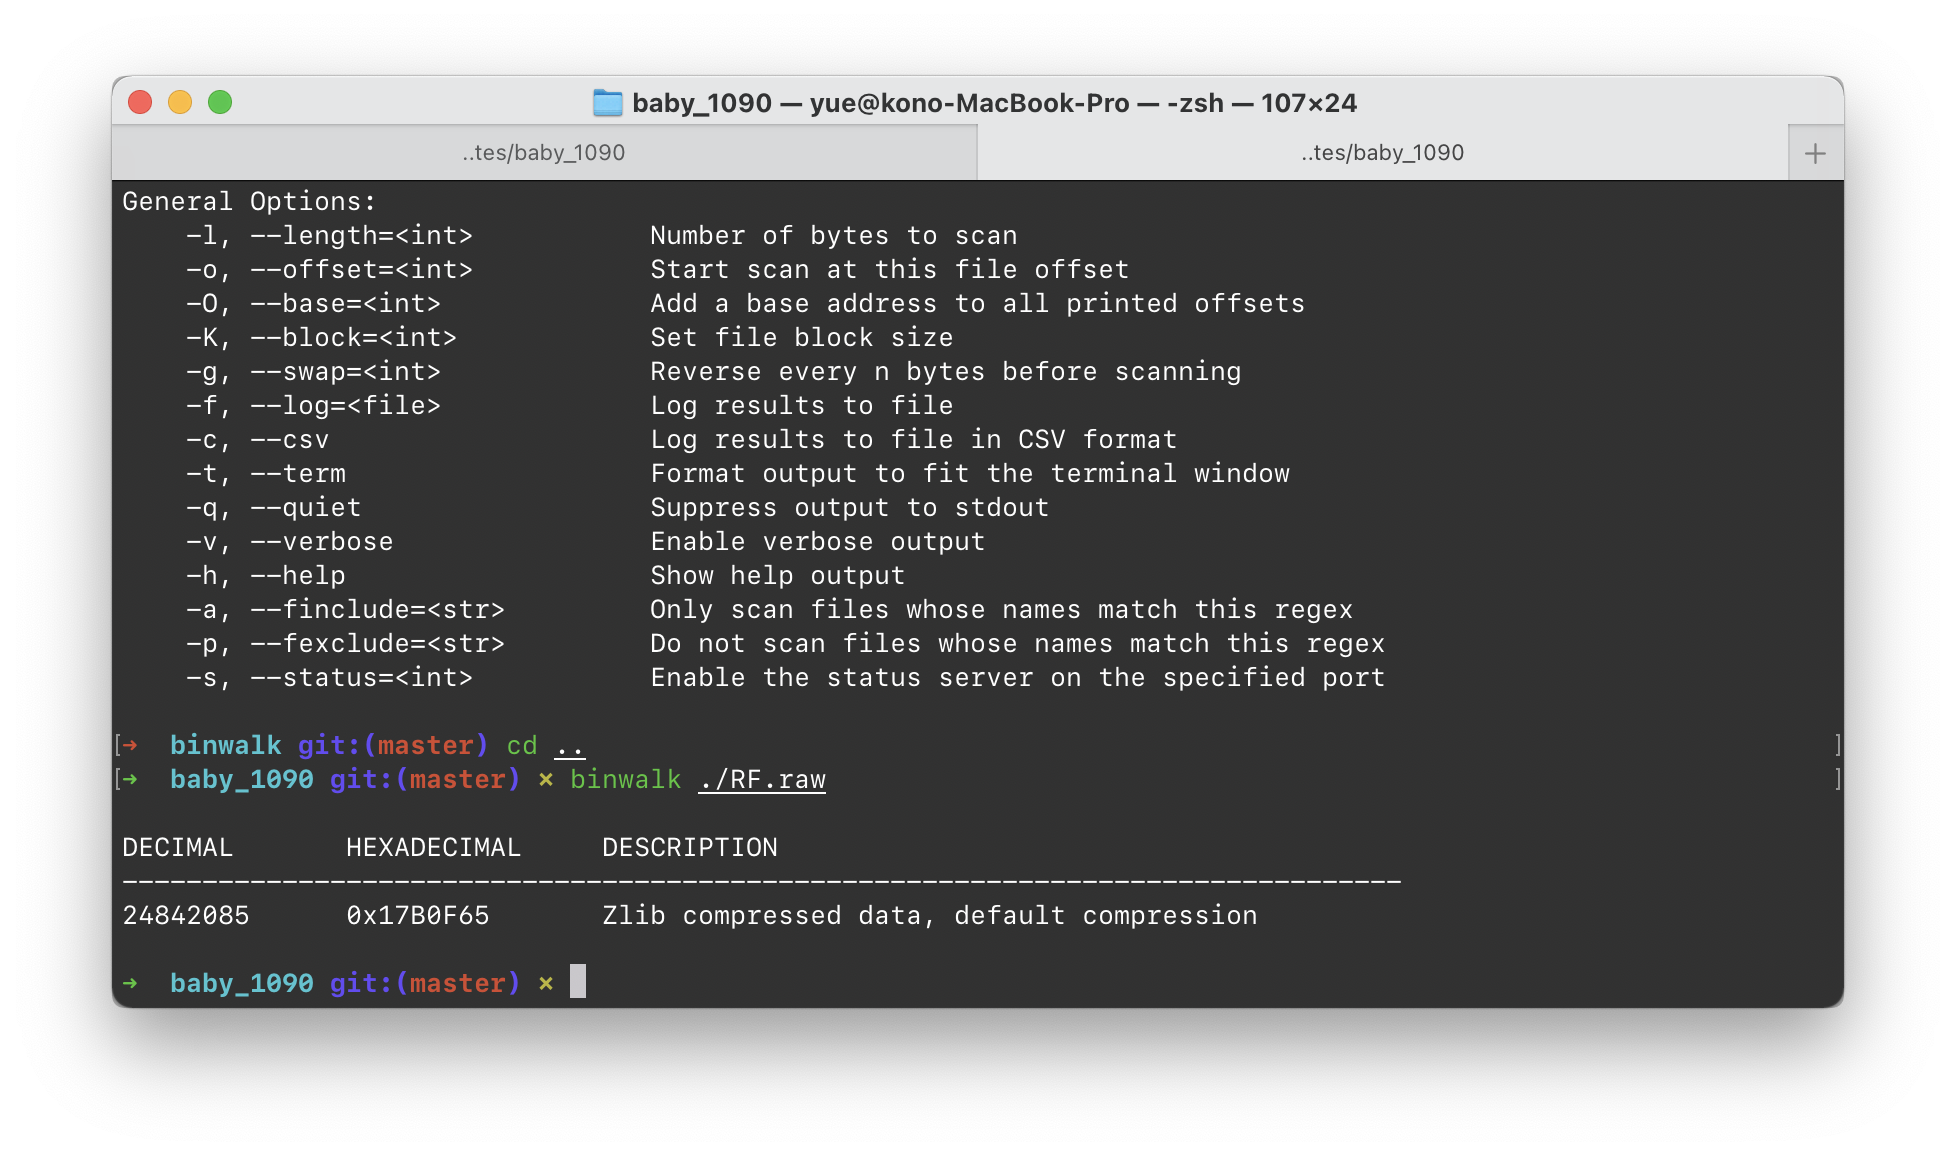 baby_1090 — yue@kono-MacBook-Pro — -zsh — 107×24
..tes/baby_1090 ..tes/baby_1090 +
General Options:
-l, --length=<int> Number of bytes to scan
-o, --offset=<int> Start scan at this file offset
-O, --base=<int> Add a base address to all printed offsets
-K, --block=<int> Set file block size
-g, --swap=<int> Reverse every n bytes before scanning
-f, --log=<file> Log results to file
-c, --csv Log results to file in CSV format
-t, --term Format output to fit the terminal window
-q, --quiet Suppress output to stdout
-v, --verbose Enable verbose output
-h, --help Show help output
-a, --finclude=<str> Only scan files whose names match this regex
-p, --fexclude=<str> Do not scan files whose names match this regex
-s, --status=<int> Enable the status server on the specified port
[➜ binwalk git:(master) cd .. ]
[➜ baby_1090 git:(master) × binwalk ./RF.raw ]
DECIMAL HEXADECIMAL DESCRIPTION
--------------------------------------------------------------------------------
24842085 0x17B0F65 Zlib compressed data, default compression
➜ baby_1090 git:(master) ×